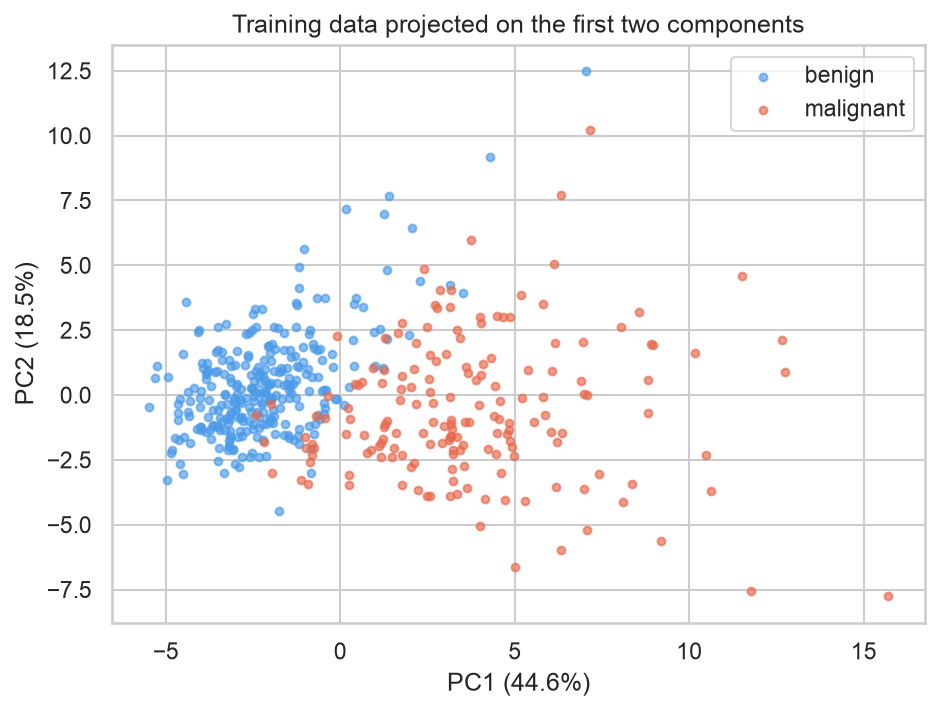 Training data projected on the first two components
benign
malignant
12.5
10.0
7.5
5.0
2.5
0.0
−2.5
−5.0
−7.5
PC2 (18.5%)
−5
0
5
10
15
PC1 (44.6%)